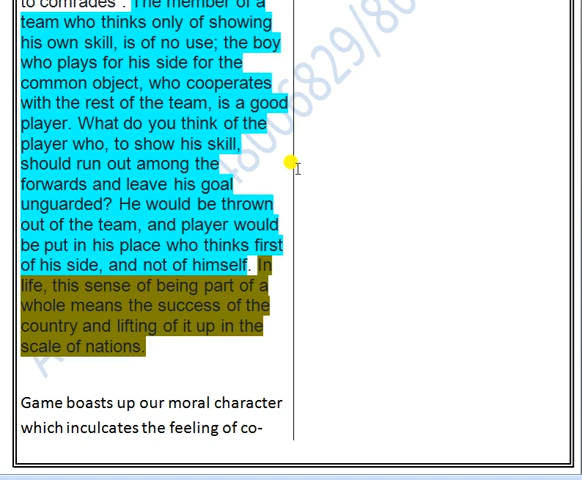 to comrades". The member of a
team who thinks only of showing
his own skill, is of no use; the boy
who plays for his side for the
common object, who cooperates
with the rest of the team, is a good
player. What do you think of the
player who, to show his skill,
should run out among the
forwards and leave his goal
unguarded? He would be thrown
out of the team, and player would
be put in his place who thinks first
of his side, and not of himself. In
life, this sense of being part of a
whole means the success of the
country and lifting of it up in the
scale of nations.
Game boasts up our moral character
which inculcates the feeling of co-